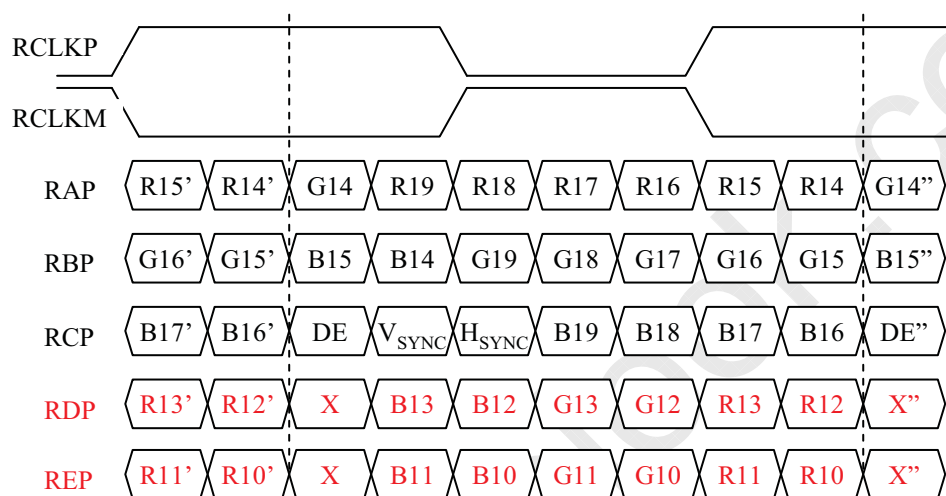 RCLKP
RCLKM
RAP R15’ R14’ G14 R19 R18 R17 R16 R15 R14 G14”
RBP G16’ G15’ B15 B14 G19 G18 G17 G16 G15 B15”
RCP B17’ B16’ DE VSYNC HSYNC B19 B18 B17 B16 DE”
RDP R13’ R12’ X B13 B12 G13 G12 R13 R12 X”
REP R11’ R10’ X B11 B10 G11 G10 R11 R10 X”